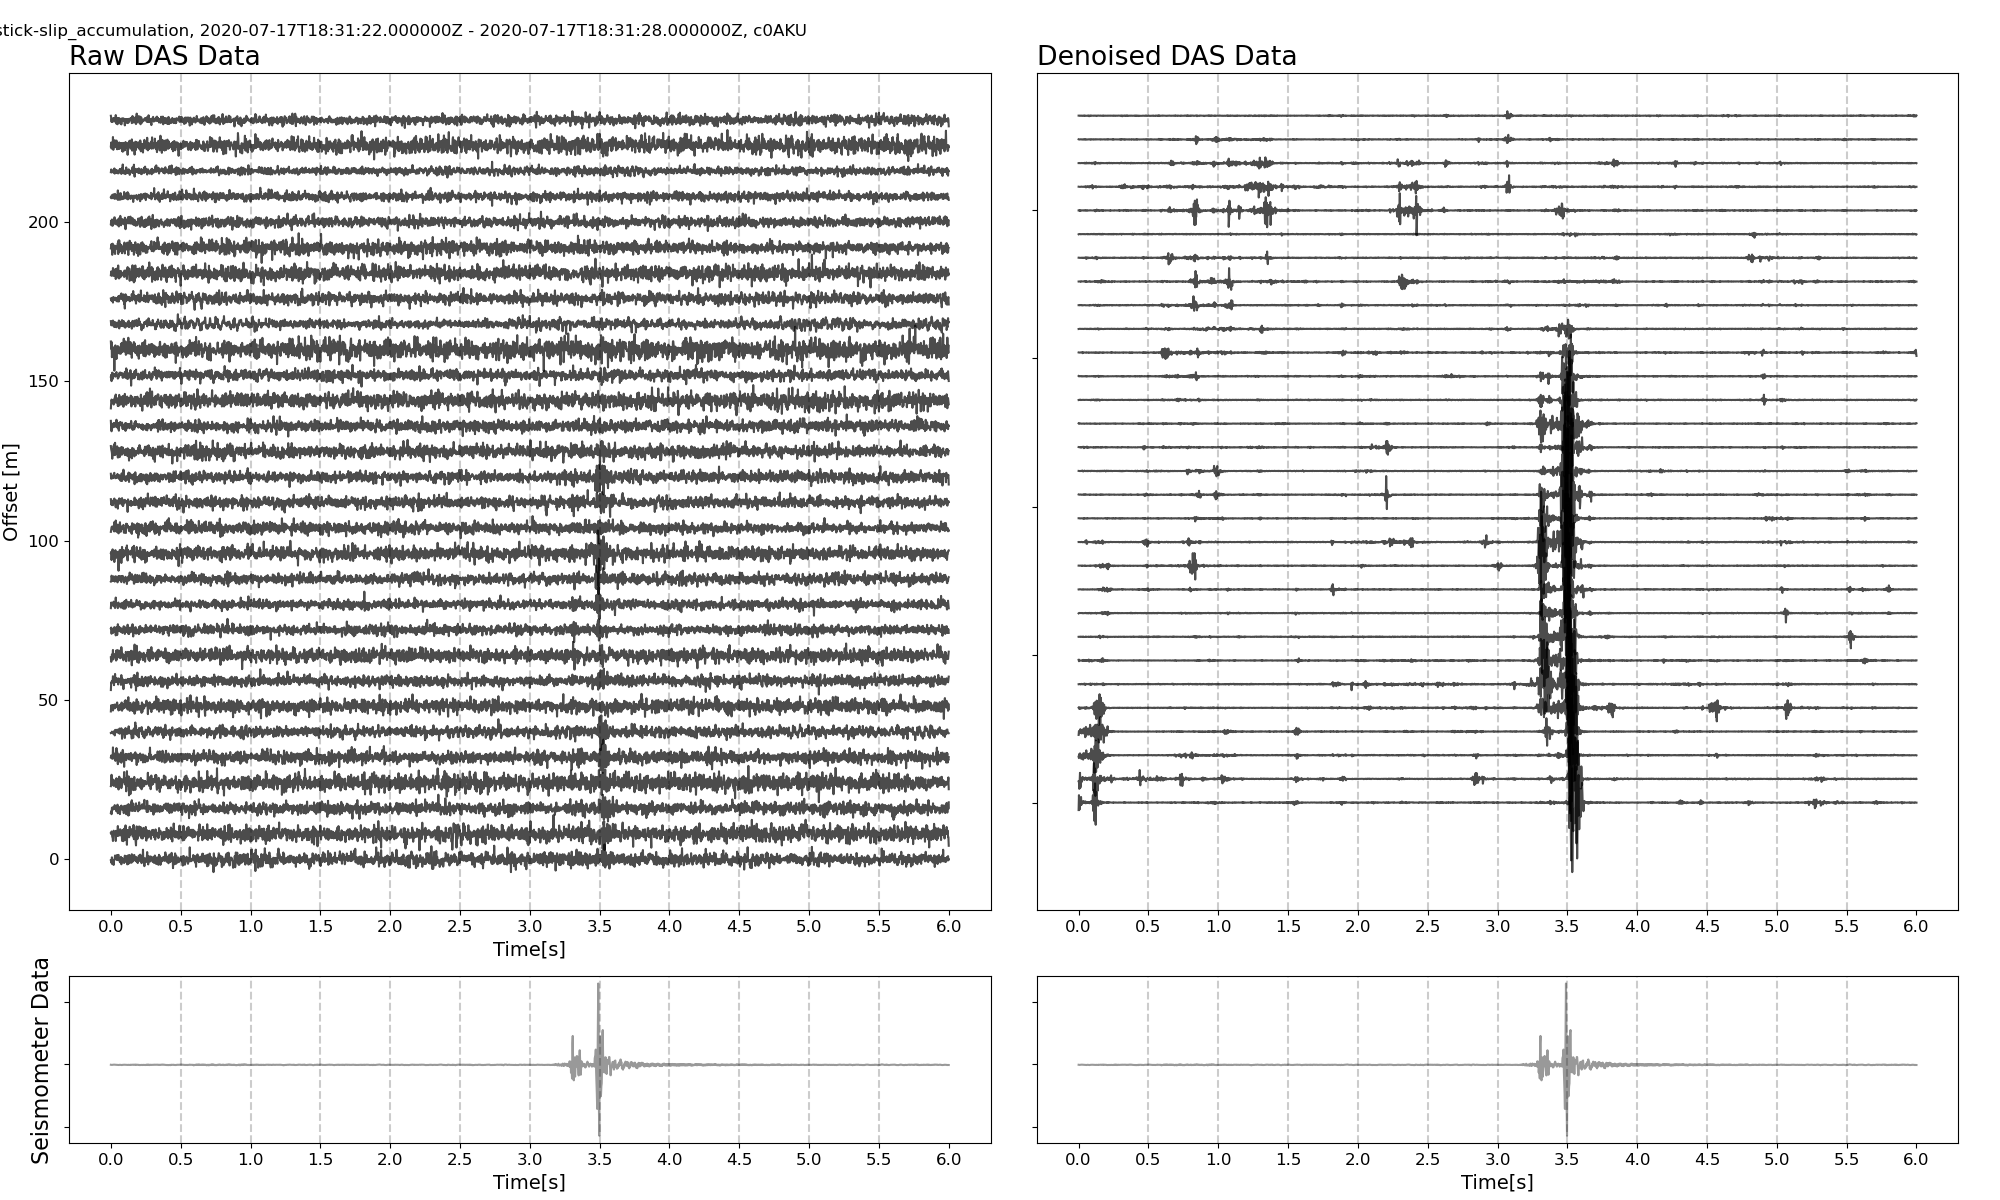 stick-slip_accumulation, 2020-07-17T18:31:22.000000Z - 2020-07-17T18:31:28.000000Z, c0AKU
Raw DAS Data
Denoised DAS Data
Offset [m]
200
150
100
50
0
0.0 0.5 1.0 1.5 2.0 2.5 3.0 3.5 4.0 4.5 5.0 5.5 6.0
Time[s]
0.0 0.5 1.0 1.5 2.0 2.5 3.0 3.5 4.0 4.5 5.0 5.5 6.0
Seismometer Data
0.0 0.5 1.0 1.5 2.0 2.5 3.0 3.5 4.0 4.5 5.0 5.5 6.0
Time[s]
0.0 0.5 1.0 1.5 2.0 2.5 3.0 3.5 4.0 4.5 5.0 5.5 6.0
Time[s]